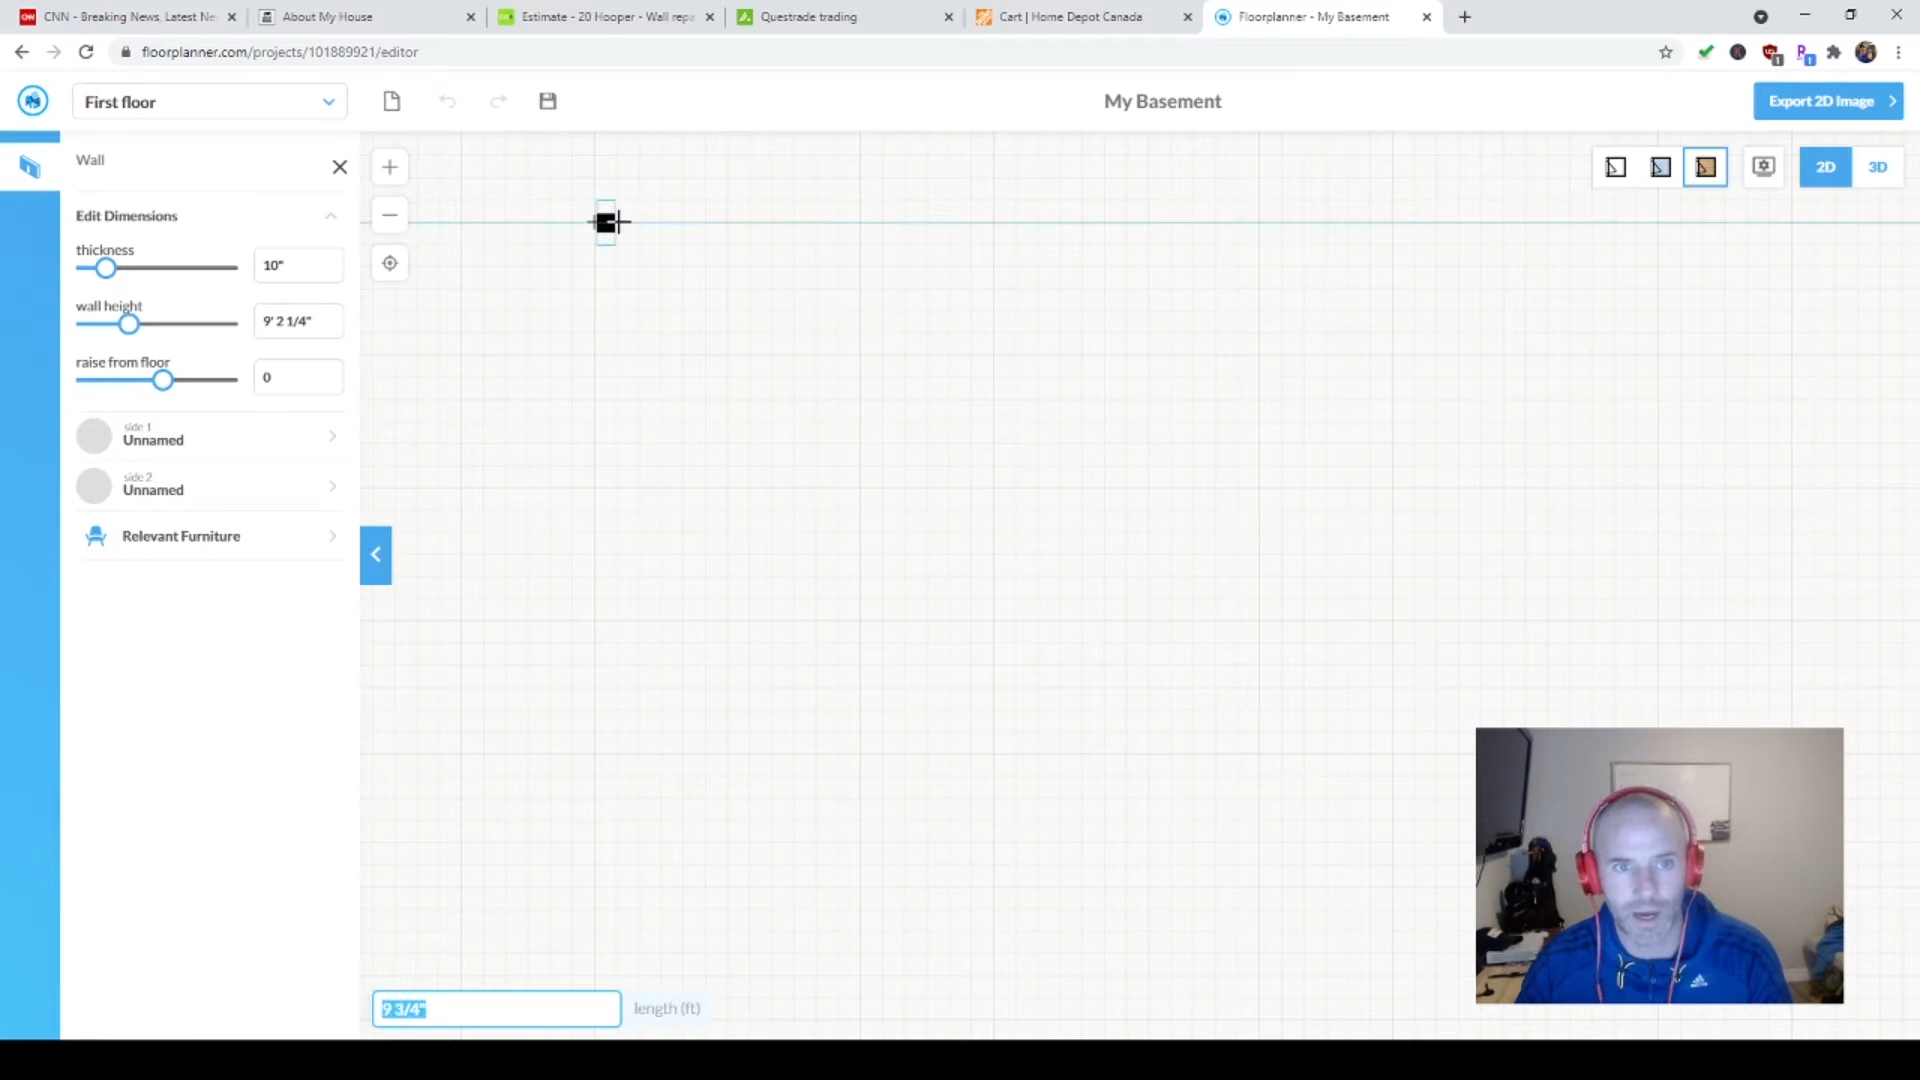 CNN - Breaking News, Latest Ne
About My House
Estimate - 20 Hooper - Wall repa
Questrade trading
Cart | Home Depot Canada
Floorplanner - My Basement
floorplanner.com/projects/101889921/editor
First floor
My Basement
Export 2D Image
Wall
Edit Dimensions
thickness
10"
wall height
9' 2 1/4"
raise from floor
0
side 1
Unnamed
side 2
Unnamed
Relevant Furniture
2D
3D
9 3/4"
length (ft)